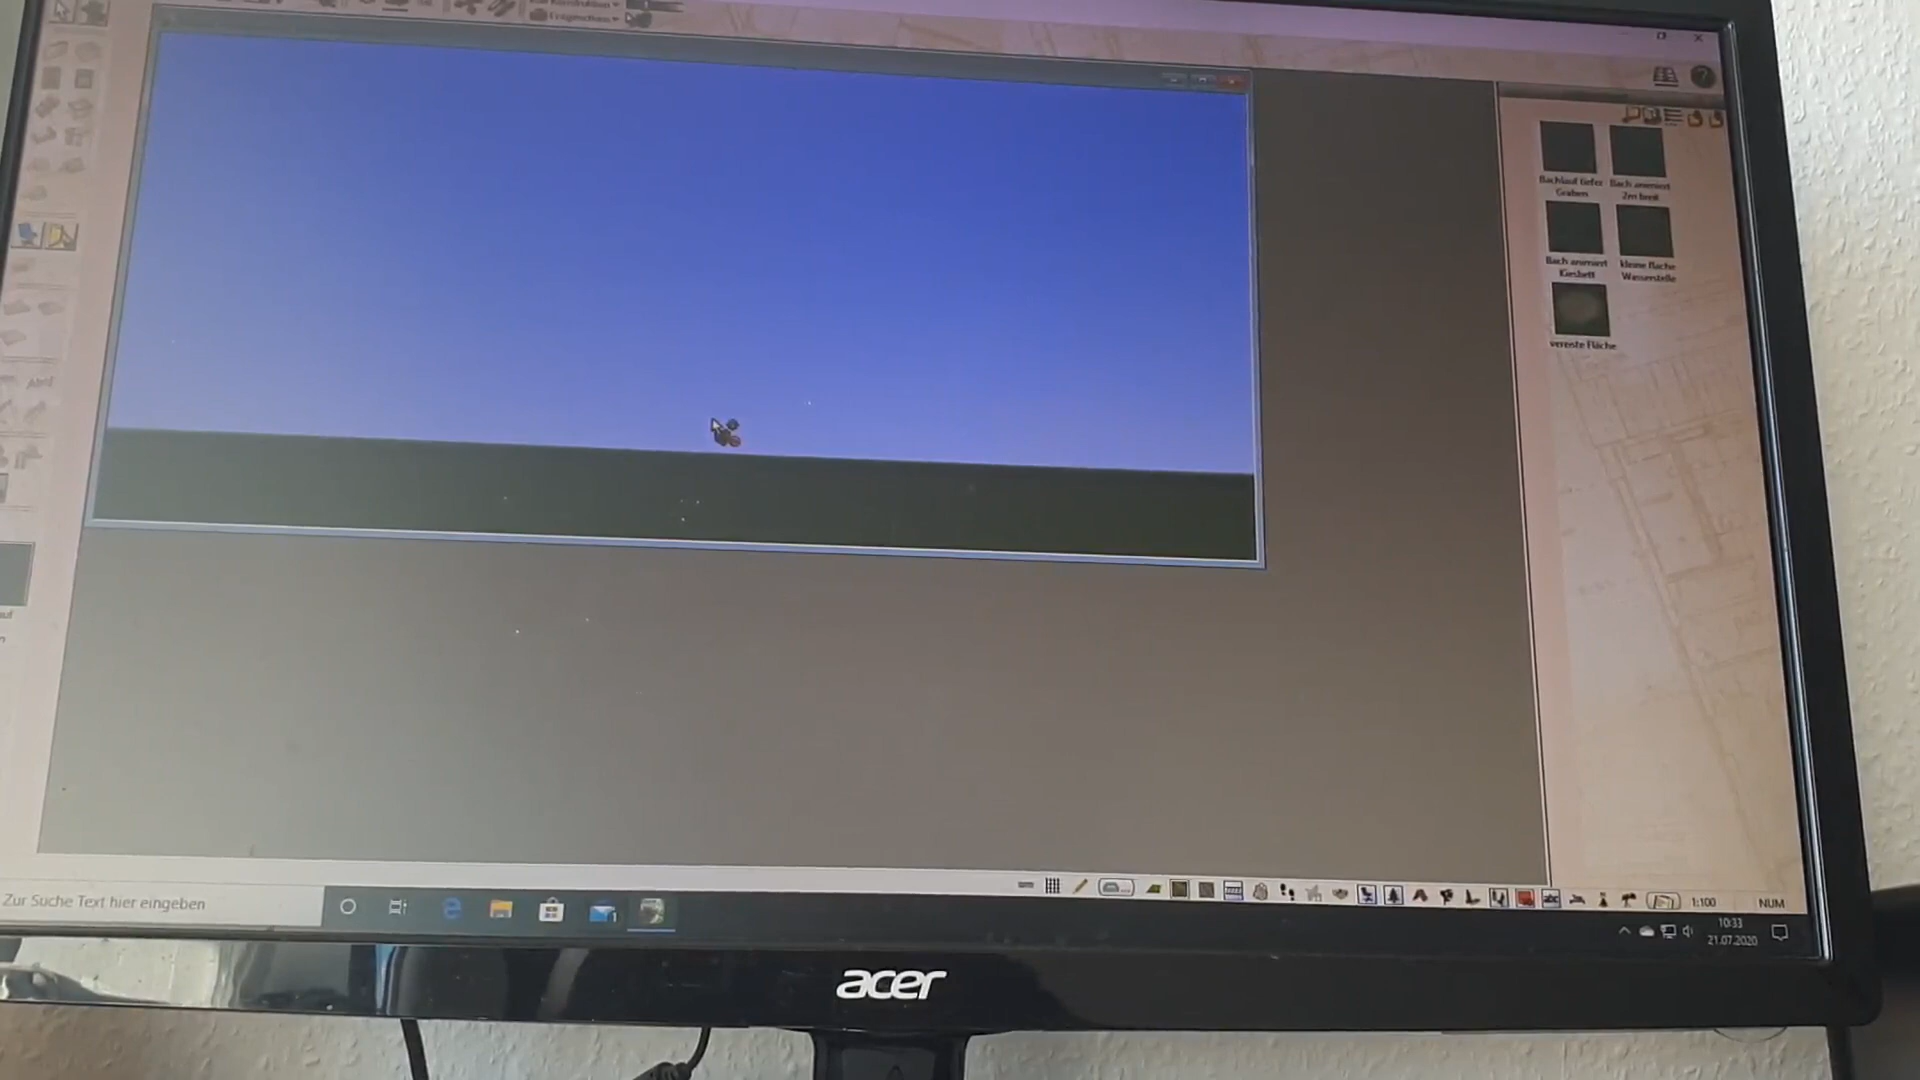 Bachlauf tiefer
Graben
Bach animiert
2m breit
Bach animiert
Kiesbett
kleine flache
Wasserstelle
vereiste Fläche
1:100
NUM
Zur Suche Text hier eingeben
10:33
21.07.2020
acer